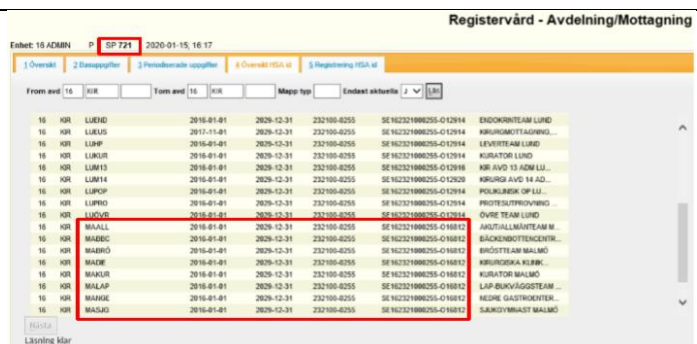 Registervård - Avdelning/Mottagning
Enhet: 16 ADMIN P SP 721 2020-01-15, 16:17
1 Översikt 2 Basuppgifter 3 Periodiserade uppgifter 4 Översikt HSA id 5 Registrering HSA id
From avd 16 KIR Tom avd 16 KIR Mapp typ Endast aktuella J Läs
16 KIR LUEND 2016-01-01 2029-12-31 232100-0255 SE162321000255-O12914 ENDOKRINTEAM LUND
16 KIR LUEUS 2017-11-01 2029-12-31 232100-0255 SE162321000255-O12914 KIRURGMOTTAGNING,...
16 KIR LUHP 2016-01-01 2029-12-31 232100-0255 SE162321000255-O12914 LEVERTEAM LUND
16 KIR LUKUR 2016-01-01 2029-12-31 232100-0255 SE162321000255-O12914 KURATOR LUND
16 KIR LUM13 2016-01-01 2029-12-31 232100-0255 SE162321000255-O12916 KIR AVD 13 ADM LU...
16 KIR LUM14 2016-01-01 2029-12-31 232100-0255 SE162321000255-O12920 KIRURGI AVD 14 AD...
16 KIR LUPOP 2016-01-01 2029-12-31 232100-0255 SE162321000255-O12914 POLIKLINISK OP LU...
16 KIR LUPRO 2016-01-01 2029-12-31 232100-0255 SE162321000255-O12914 PROTESUTPROVNING ...
16 KIR LUÖVR 2016-01-01 2029-12-31 232100-0255 SE162321000255-O12914 ÖVRE TEAM LUND
16 KIR MAALL 2016-01-01 2029-12-31 232100-0255 SE162321000255-O16812 AKUT/ALLMÄNTEAM M...
16 KIR MABBC 2016-01-01 2029-12-31 232100-0255 SE162321000255-O16812 BÄCKENBOTTENCENTR...
16 KIR MABRÖ 2016-01-01 2029-12-31 232100-0255 SE162321000255-O16812 BRÖSTTEAM MALMÖ
16 KIR MADIE 2016-01-01 2029-12-31 232100-0255 SE162321000255-O16812 KIRURGISKA KLINIK...
16 KIR MAKUR 2016-01-01 2029-12-31 232100-0255 SE162321000255-O16812 KURATOR MALMÖ
16 KIR MALAP 2016-01-01 2029-12-31 232100-0255 SE162321000255-O16812 LAP-BUKVÄGGSTEAM ...
16 KIR MANGE 2016-01-01 2029-12-31 232100-0255 SE162321000255-O16812 NEDRE GASTROENTER...
16 KIR MASJG 2016-01-01 2029-12-31 232100-0255 SE162321000255-O16812 SJUKGYMNAST MALMÖ
Nästa
Läsning klar